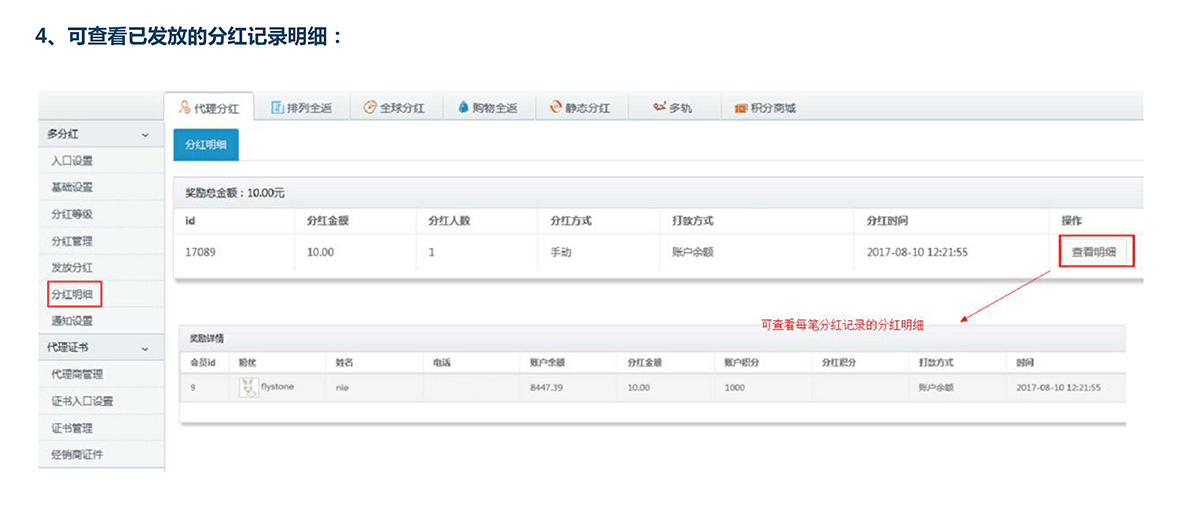 4、可查看已发放的分红记录明细：
代理分红 排列全返 全球分红 购物全返 静态分红 多轨 积分商城
多分红
入口设置
基础设置
分红等级
分红管理
发放分红
分红明细
通知设置
代理证书
代理商管理
证书入口设置
证书管理
经销商证件
分红明细
奖励总金额：10.00元
id 分红金额 分红人数 分红方式 打款方式 分红时间 操作
17089 10.00 1 手动 账户余额 2017-08-10 12:21:55 查看明细
可查看每笔分红记录的分红明细
奖励详情
会员id 粉丝 姓名 电话 账户余额 分红金额 账户积分 分红积分 打款方式 时间
9 flystone nie 8447.39 10.00 1000 账户余额 2017-08-10 12:21:55